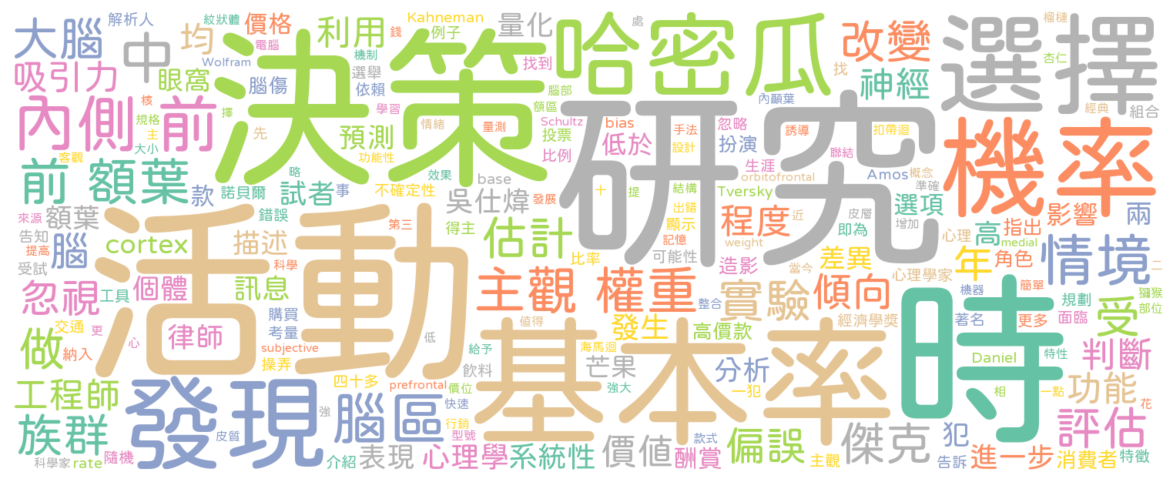 大腦
解析人
紋狀體
均
價格
Kahneman
例子
量化
哈密瓜
改變
選擇
榴槤
處
杏仁
中
電腦
錢
利用
Wolfram
機制
找到
找
神經
經典
組合
吸引力
眼窩
腦傷
選舉
依賴
決策
腦部
額區
內顳葉
研究
機率
內側 前
核
擇
學習
規格
主
預測
情緒
量測
Schultz
投票
比例
bias
低於
忽略
手法
設計
扮演
誘導
扣帶迴
前 額葉
客觀
大小
先
功能性
效果
略
諾貝爾
試者
事
不確定性
base
發展
Tversky
十
orbitofrontal
結構
提
生涯
聯結
Amos
概念
準確
增加
選項
款
額葉
來源
提高
告知
錯誤
活動
第三
得主
吳仕煒
估計
比率
可能性
出錯
顯示
記憶
weight
程度
近
皮層
即為
造影
當今
差異
心理
心理學家
高
指出
medial
影響
角色
兩
情境
二
獼猴
部位
cortex
描述
科學
腦
受試
工具
忽視
個體
訊息
主觀 權重
整合
實驗
傾向
年
機器
簡單
更多
規劃
面臨
受
做
交通
更
納入
心
律師
購買
考量
subjective
操弄
低
發生
高價款
值得
經濟學獎
著名
Daniel
特性
判斷
時
工程師
四十多
prefrontal
給予
飲料
海馬迴
芒果
強大
基本率
分析
一犯
相
一點
功能
花
族群
發現
腦區
強
價位
快速
行銷
型號
皮質
科學家
rate
隨機
介紹
表現
心理學
系統性
價值
酬賞
款式
偏誤
主觀
傑克
犯
告訴
進一步
消費者
評估
特徵